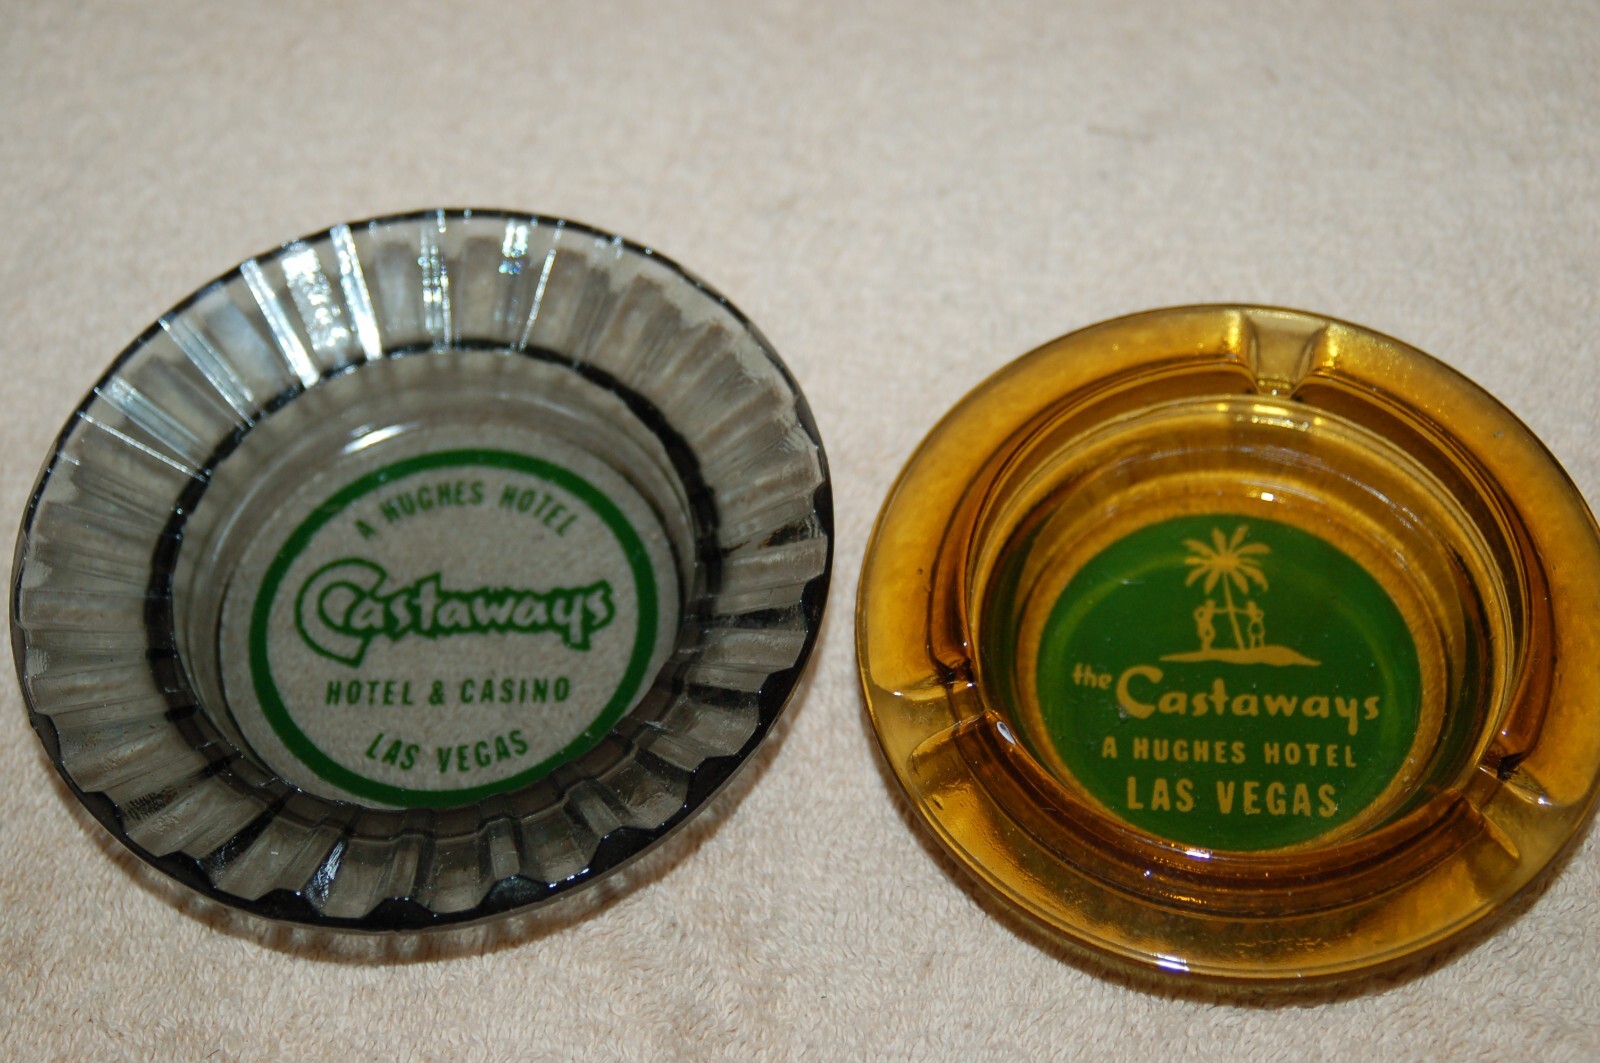 A HUGHES HOTEL
Castaways
HOTEL & CASINO
LAS VEGAS
the Castaways
A HUGHES HOTEL
LAS VEGAS